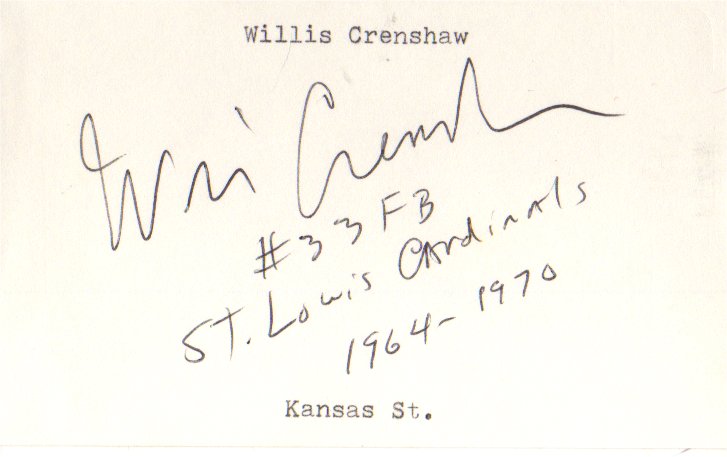 Willis Crenshaw
Willis Crenshaw
#33 FB
St. Louis Cardinals
1964-1970
Kansas St.